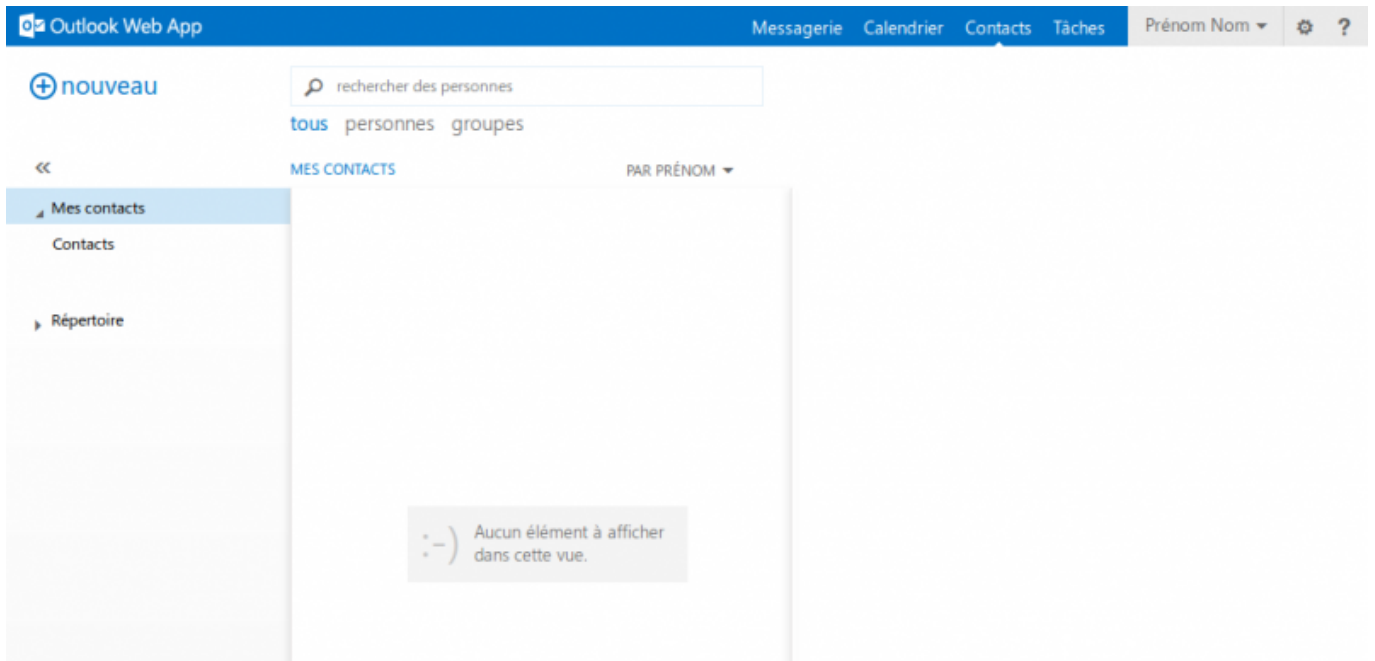 Outlook Web App
Messagerie Calendrier Contacts Tâches Prénom Nom ?
nouveau
rechercher des personnes
tous personnes groupes
MES CONTACTS PAR PRÉNOM
Mes contacts
Contacts
Répertoire
:-) Aucun élément à afficher
dans cette vue.